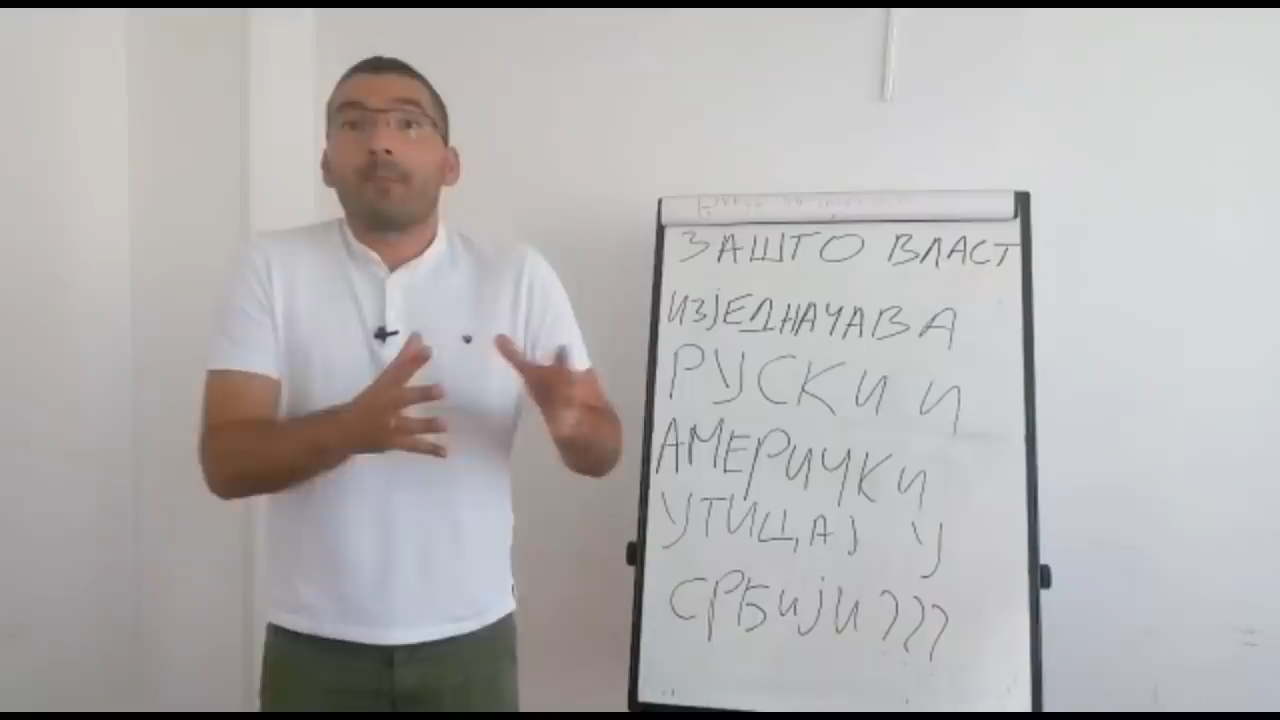 ЗАШТО ВЛАСТ
ИЗЈЕДНАЧАВА
РУСКИ И
АМЕРИЧКИ
УТИЦАЈ У
СРБИЈИ???